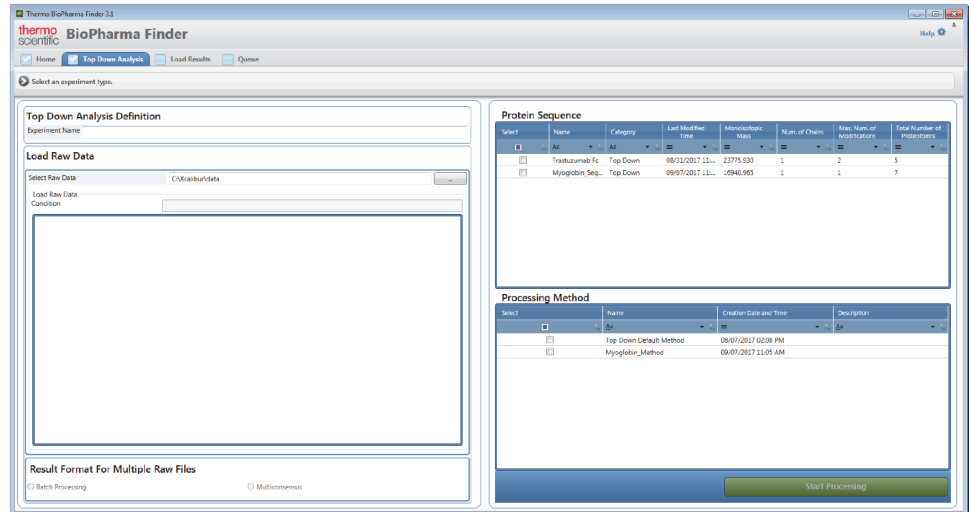 Thermo BioPharma Finder 3.1
thermo scientific BioPharma Finder
Help
Home Top Down Analysis Load Results Queue
Select an experiment type.
Top Down Analysis Definition
Experiment Name
Load Raw Data
Select Raw Data C:\Xcalibur\data ...
Load Raw Data
Condition
Result Format For Multiple Raw Files
Batch Processing Multiconsensus
Protein Sequence
Select Name Category Last Modified Time Monoisotopic Mass Num. of Chains Max. Num. of Modifications Total Number of Proteoforms
Aa Aa = = = = =
Trastuzumab Fc Top Down 08/31/2017 11:... 23775.930 1 2 5
Myoglobin_Seq... Top Down 09/07/2017 11:... 16940.965 1 1 7
Processing Method
Select Name Creation Date and Time Description
Aa = Aa
Top Down Default Method 08/07/2017 02:08 PM
Myoglobin_Method 09/07/2017 11:05 AM
Start Processing